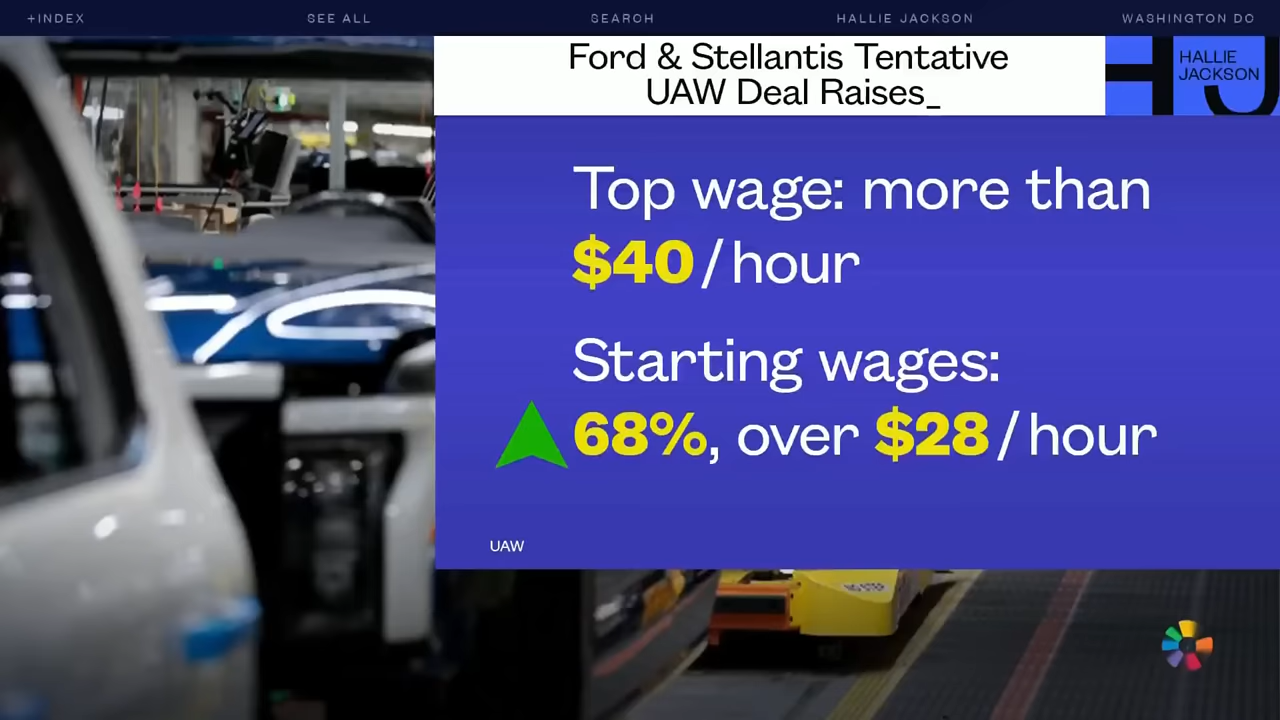 +INDEX
SEE ALL
SEARCH
HALLIE JACKSON
WASHINGTON DC
Ford & Stellantis Tentative
UAW Deal Raises_
HALLIE
JACKSON
Top wage: more than
$40/hour
Starting wages:
68%, over $28/hour
UAW